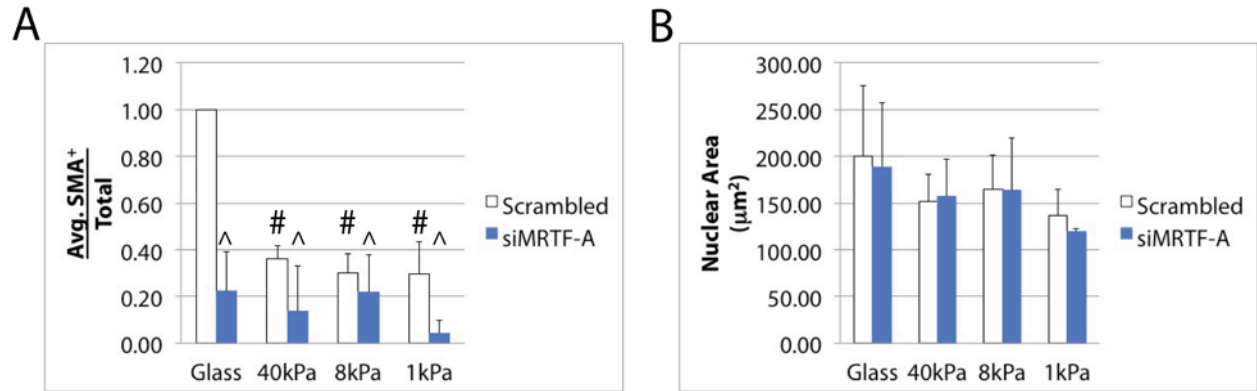 A
1.20
1.00
0.80
0.60
0.40
0.20
0.00
Avg. SMA⁺
Total
^ # ^ # ^ # ^
Glass 40kPa 8kPa 1kPa
Scrambled
siMRTF-A
B
300.00
250.00
200.00
150.00
100.00
50.00
0.00
Nuclear Area
(µm²)
Glass 40kPa 8kPa 1kPa
Scrambled
siMRTF-A